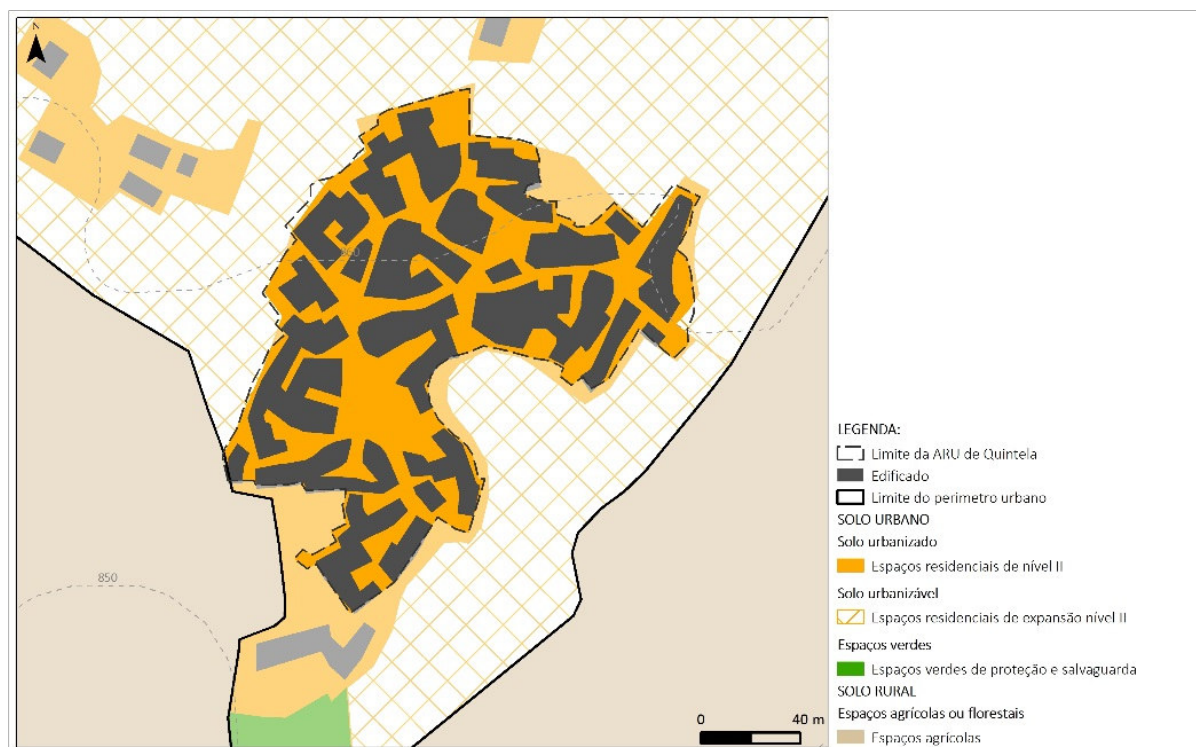 N
860
850
LEGENDA:
Limite da ARU de Quintela
Edificado
Limite do perimetro urbano
SOLO URBANO
Solo urbanizado
Espaços residenciais de nível II
Solo urbanizável
Espaços residenciais de expansão nível II
Espaços verdes
Espaços verdes de proteção e salvaguarda
SOLO RURAL
Espaços agrícolas ou florestais
Espaços agrícolas
0 40 m